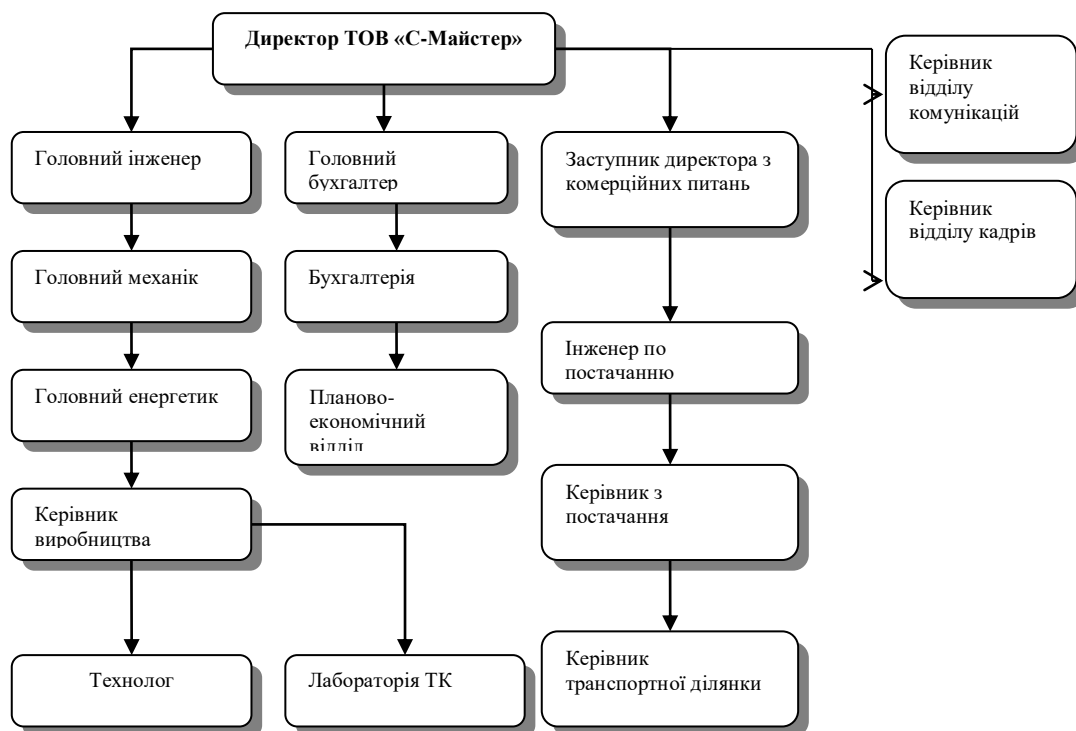 Директор ТОВ «С-Майстер»
Керівник
відділу
комунікацій
Головний інженер
Головний
бухгалтер
Заступник директора з
комерційних питань
Керівник
відділу кадрів
Головний механік
Бухгалтерія
Інженер по
постачанню
Головний енергетик
Планово-
економічний
відділ
Керівник
виробництва
Керівник з
постачання
Технолог
Лабораторія ТК
Керівник
транспортної ділянки